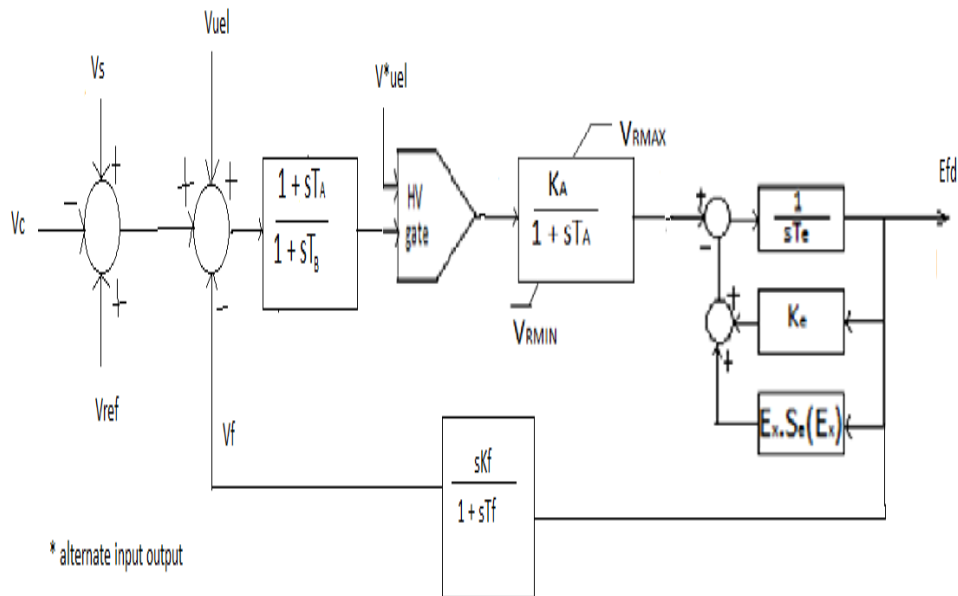 Vuel
Vs
V*uel
+
+
+
-
Vc
-
+
1 + sTA
1 + sTB
HV
gate
VRMAX
KA
1 + sTA
VRMIN
+
-
1
sTe
Efd
+
Ke
+
Ex.Se(Ex)
Vref
Vf
sKf
1 + sTf
* alternate input output